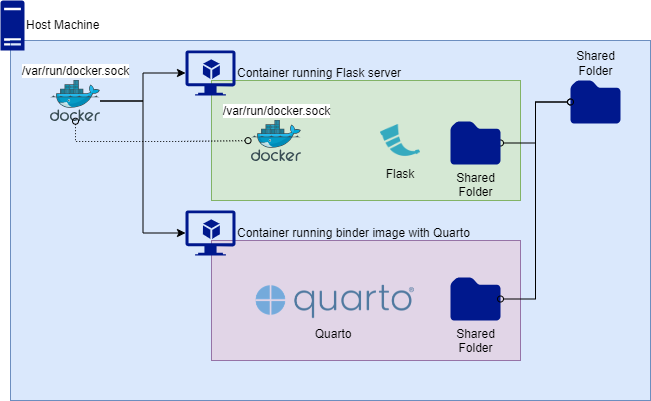 Host Machine
/var/run/docker.sock
docker
Container running Flask server
/var/run/docker.sock
docker
Flask
Shared
Folder
Shared
Folder
Container running binder image with Quarto
quarto®
Quarto
Shared
Folder